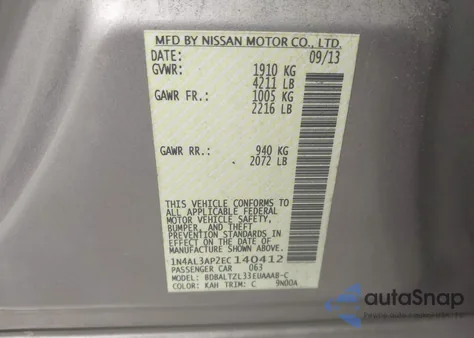 MFD BY NISSAN MOTOR CO., LTD.
DATE: 09/13
GVWR: 1910 KG
4211 LB
GAWR FR.: 1005 KG
2216 LB
GAWR RR.: 940 KG
2072 LB
THIS VEHICLE CONFORMS TO
ALL APPLICABLE FEDERAL
MOTOR VEHICLE SAFETY,
BUMPER, AND THEFT
PREVENTION STANDARDS IN
EFFECT ON THE DATE OF
MANUFACTURE SHOWN ABOVE.
1N4AL3AP2EC140412
PASSENGER CAR 063
MODEL: BDBALTZL33EUAAAB-C
COLOR: KAH TRIM: C 9N00A
autoSnap